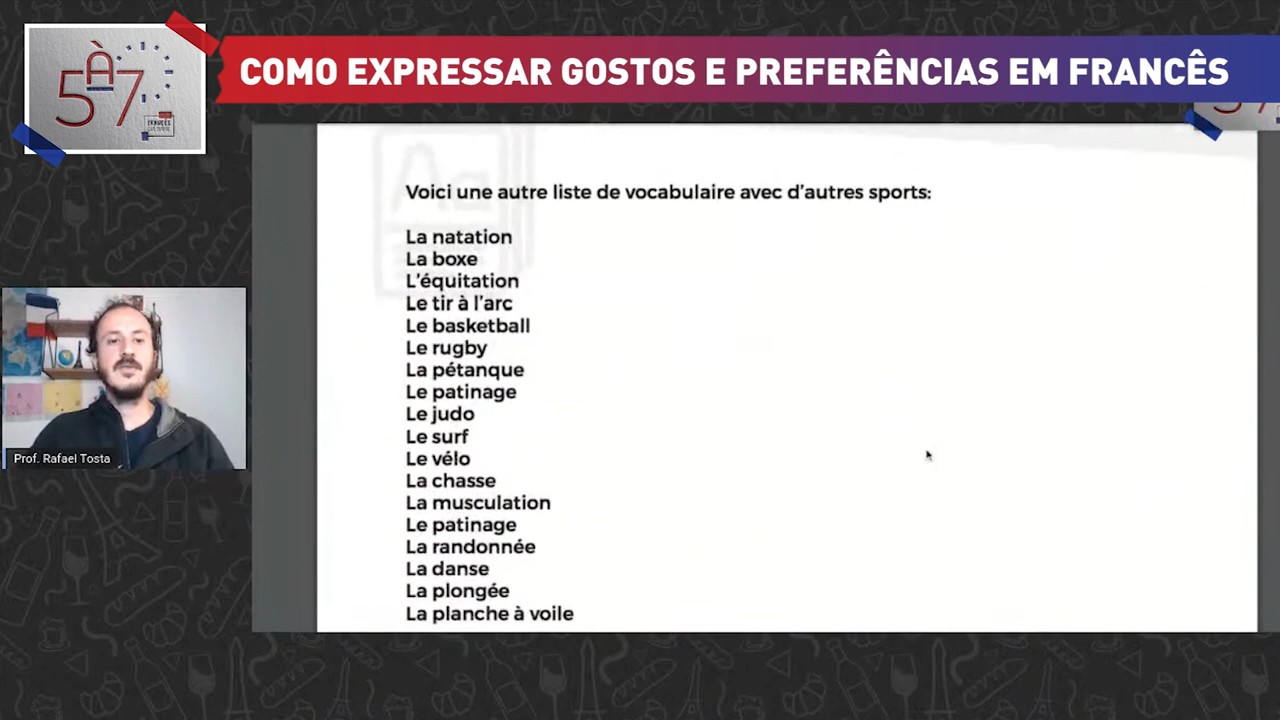 5 À 7
COMO EXPRESSAR GOSTOS E PREFERÊNCIAS EM FRANCÊS
Voici une autre liste de vocabulaire avec d'autres sports:
La natation
La boxe
L'équitation
Le tir à l'arc
Le basketball
Le rugby
La pétanque
Le patinage
Le judo
Le surf
Le vélo
La chasse
La musculation
Le patinage
La randonnée
La danse
La plongée
La planche à voile
Prof. Rafael Tosta